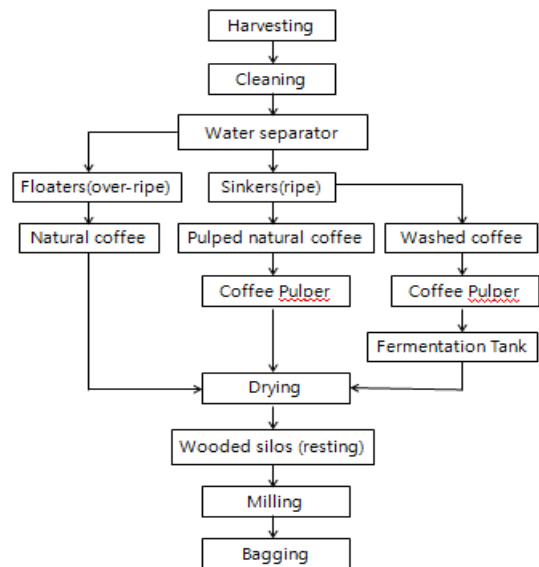 Harvesting
Cleaning
Water separator
Floaters(over-ripe)
Sinkers(ripe)
Natural coffee
Pulped natural coffee
Washed coffee
Coffee Pulper
Coffee Pulper
Fermentation Tank
Drying
Wooded silos (resting)
Milling
Bagging